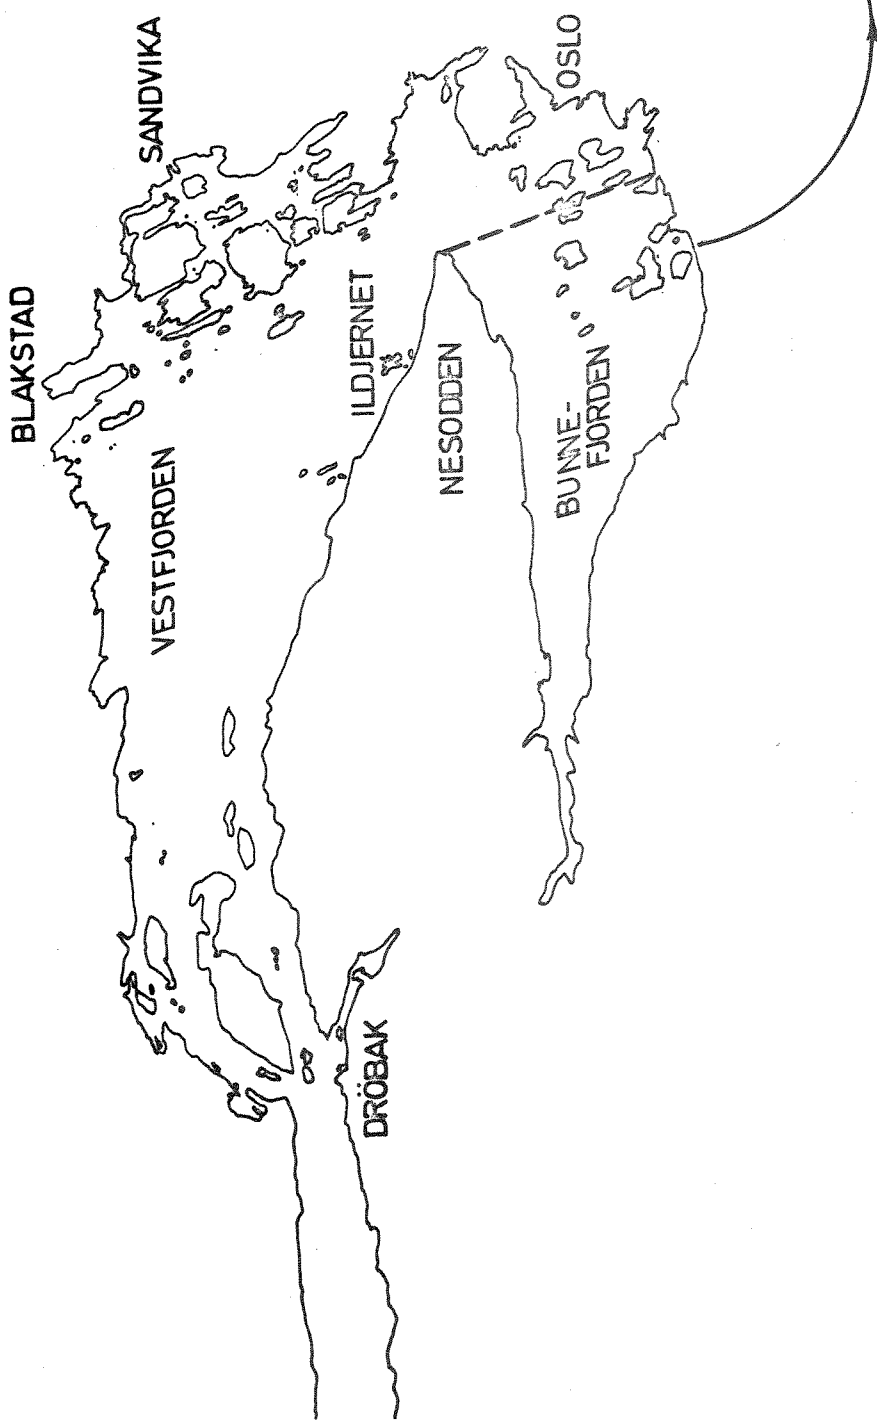 BLAKSTAD
SANDVIKA
VESTFJORDEN
ILDJERNET
NESODDEN
BUNNE-
FJORDEN
OSLO
DRÖBAK